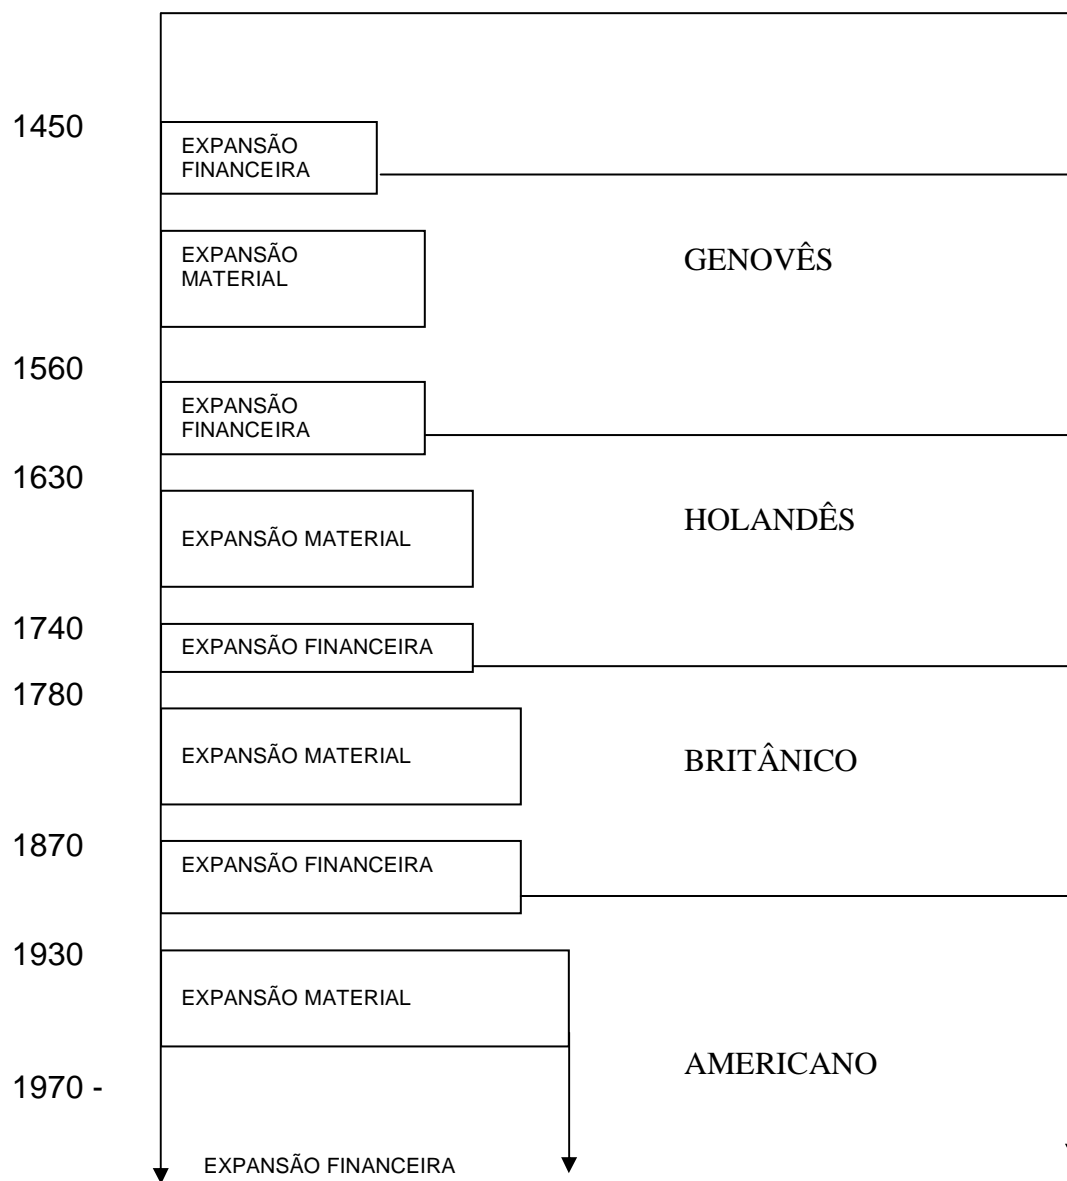 1450
EXPANSÃO
FINANCEIRA
EXPANSÃO
MATERIAL
GENOVÊS
1560
EXPANSÃO
FINANCEIRA
1630
EXPANSÃO MATERIAL
HOLANDÊS
1740
EXPANSÃO FINANCEIRA
1780
EXPANSÃO MATERIAL
BRITÂNICO
1870
EXPANSÃO FINANCEIRA
1930
EXPANSÃO MATERIAL
AMERICANO
1970 -
EXPANSÃO FINANCEIRA